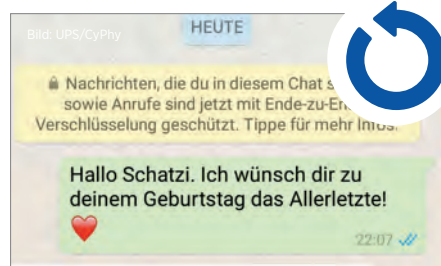 Bild: UPS/CyPhy
HEUTE
Nachrichten, die du in diesem Chat s
sowie Anrufe sind jetzt mit Ende-zu-En
Verschlüsselung geschützt. Tippe für mehr Infos.
Hallo Schatzi. Ich wünsch dir zu
deinem Geburtstag das Allerletzte!
❤️
22:07